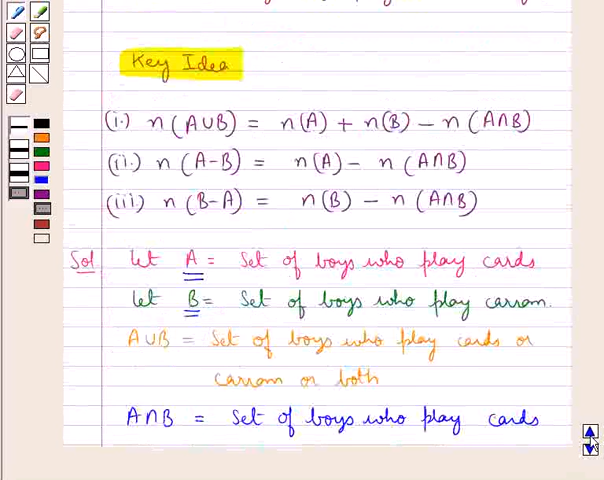 Key Idea
(i.) n(A∪B) = n(A) + n(B) - n(A∩B)
(ii.) n(A-B) = n(A) - n(A∩B)
(iii.) n(B-A) = n(B) - n(A∩B)
Sol. Let A = Set of boys who play cards
Let B = Set of boys who play carrom.
A∪B = Set of boys who play cards or
carrom or both
A∩B = Set of boys who play cards